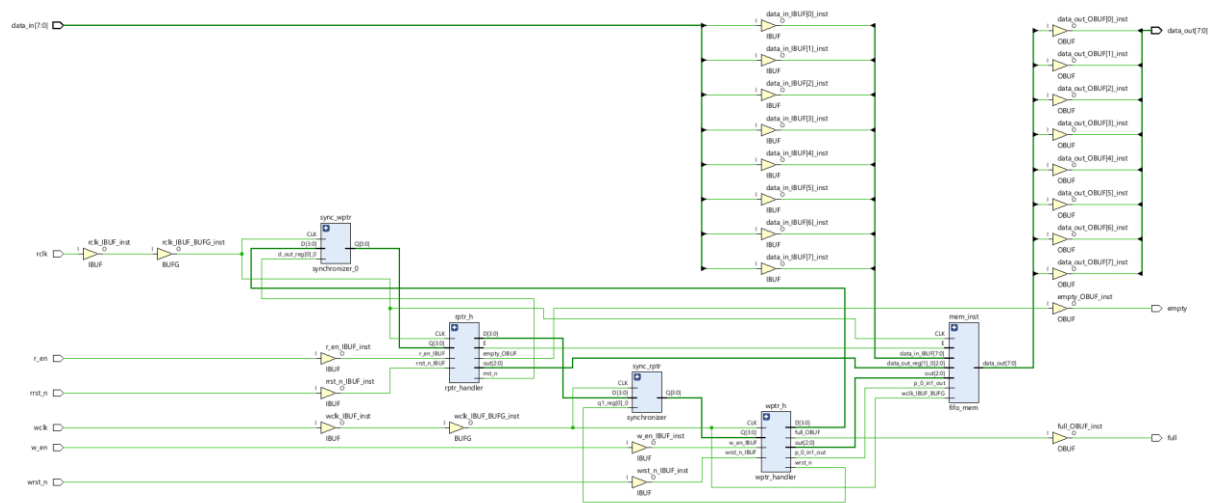 data_in[7:0]
data_in_IBUF[0]_inst
I
O
IBUF
data_in_IBUF[1]_inst
I
O
IBUF
data_in_IBUF[2]_inst
I
O
IBUF
data_in_IBUF[3]_inst
I
O
IBUF
data_in_IBUF[4]_inst
I
O
IBUF
data_in_IBUF[5]_inst
I
O
IBUF
data_in_IBUF[6]_inst
I
O
IBUF
data_in_IBUF[7]_inst
I
O
IBUF
data_out_OBUF[0]_inst
I
O
OBUF
data_out[7:0]
data_out_OBUF[1]_inst
I
O
OBUF
data_out_OBUF[2]_inst
I
O
OBUF
data_out_OBUF[3]_inst
I
O
OBUF
data_out_OBUF[4]_inst
I
O
OBUF
data_out_OBUF[5]_inst
I
O
OBUF
data_out_OBUF[6]_inst
I
O
OBUF
data_out_OBUF[7]_inst
I
O
OBUF
rclk
rclk_IBUF_inst
I
O
IBUF
rclk_IBUF_BUFG_inst
I
O
BUFG
sync_wptr
CLK
D[3:0]
d_out_reg[0]_0
Q[3:0]
synchronizer_0
empty_OBUF_inst
I
O
OBUF
empty
r_en
r_en_IBUF_inst
I
O
IBUF
rptr_h
CLK
Q[3:0]
r_en_IBUF
rrst_n_IBUF
D[3:0]
E
empty_OBUF
out[2:0]
rrst_n
rptr_handler
mem_inst
CLK
E
data_in_IBUF[7:0]
data_out_reg[1]_0[2:0]
out[2:0]
p_0_in1_out
wclk_IBUF_BUFG
data_out[7:0]
fifo_mem
rrst_n
rrst_n_IBUF_inst
I
O
IBUF
sync_rptr
CLK
D[3:0]
q1_reg[0]_0
Q[3:0]
synchronizer
wclk
wclk_IBUF_inst
I
O
IBUF
wclk_IBUF_BUFG_inst
I
O
BUFG
wptr_h
CLK
Q[3:0]
w_en_IBUF
wrst_n_IBUF
D[3:0]
full_OBUF
out[2:0]
p_0_in1_out
wrst_n
wptr_handler
full_OBUF_inst
I
O
OBUF
full
w_en
w_en_IBUF_inst
I
O
IBUF
wrst_n
wrst_n_IBUF_inst
I
O
IBUF